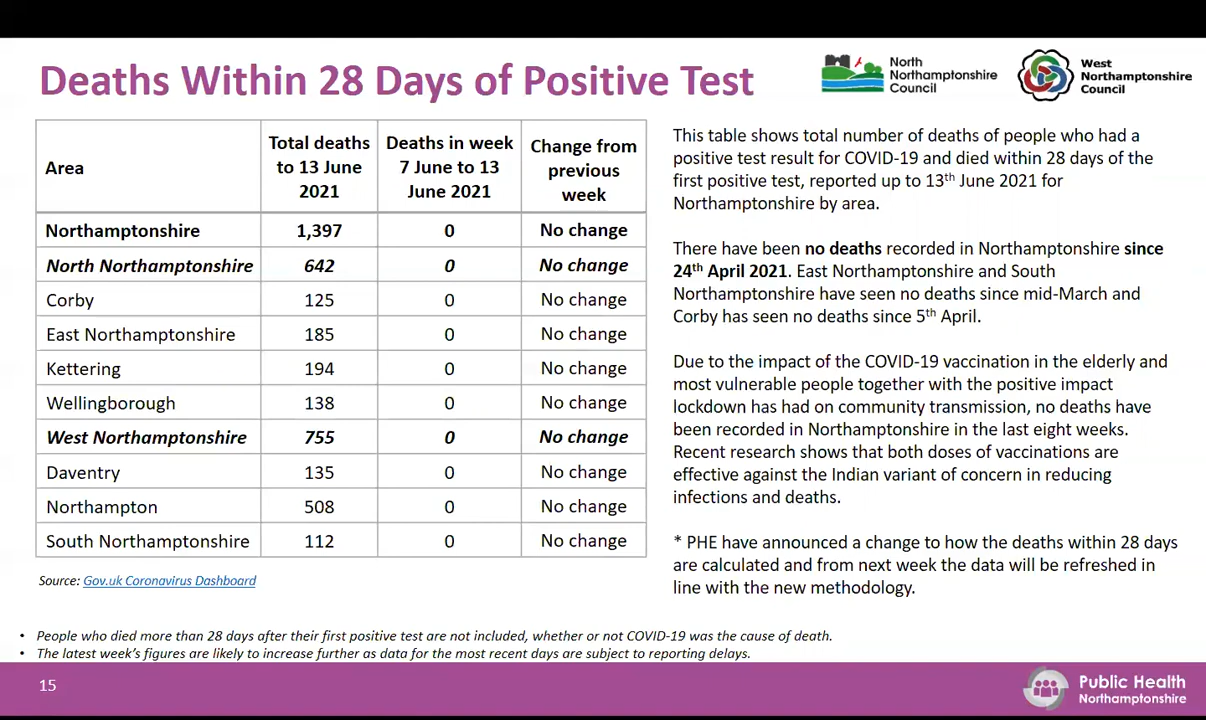 Deaths Within 28 Days of Positive Test
North
Northamptonshire
Council
West
Northamptonshire
Council
Area
Total deaths
to 13 June
2021
Deaths in week
7 June to 13
June 2021
Change from
previous
week
Northamptonshire 1,397 0 No change
North Northamptonshire 642 0 No change
Corby 125 0 No change
East Northamptonshire 185 0 No change
Kettering 194 0 No change
Wellingborough 138 0 No change
West Northamptonshire 755 0 No change
Daventry 135 0 No change
Northampton 508 0 No change
South Northamptonshire 112 0 No change
Source: Gov.uk Coronavirus Dashboard
This table shows total number of deaths of people who had a
positive test result for COVID-19 and died within 28 days of the
first positive test, reported up to 13th June 2021 for
Northamptonshire by area.
There have been no deaths recorded in Northamptonshire since
24th April 2021. East Northamptonshire and South
Northamptonshire have seen no deaths since mid-March and
Corby has seen no deaths since 5th April.
Due to the impact of the COVID-19 vaccination in the elderly and
most vulnerable people together with the positive impact
lockdown has had on community transmission, no deaths have
been recorded in Northamptonshire in the last eight weeks.
Recent research shows that both doses of vaccinations are
effective against the Indian variant of concern in reducing
infections and deaths.
* PHE have announced a change to how the deaths within 28 days
are calculated and from next week the data will be refreshed in
line with the new methodology.
• People who died more than 28 days after their first positive test are not included, whether or not COVID-19 was the cause of death.
• The latest week's figures are likely to increase further as data for the most recent days are subject to reporting delays.
15
Public Health
Northamptonshire